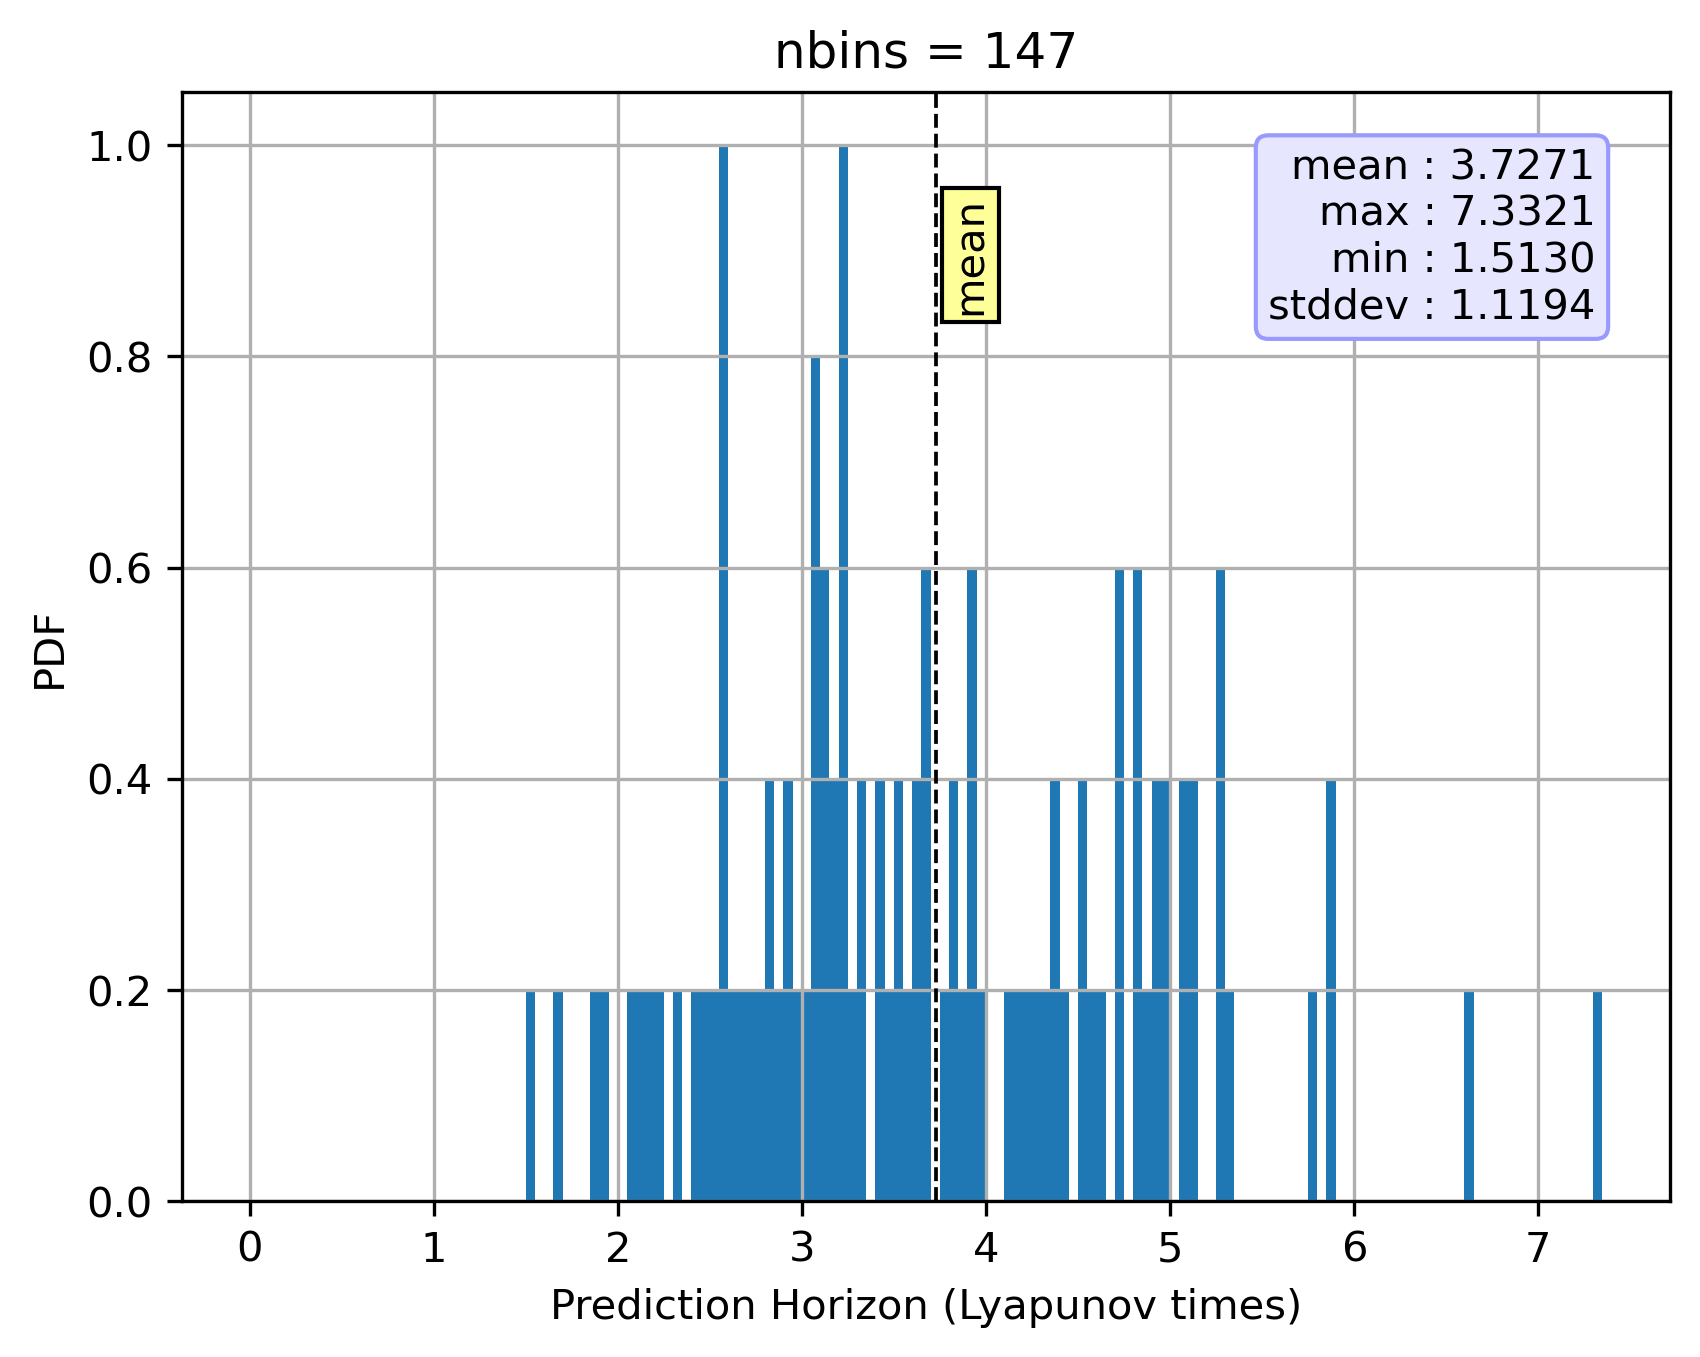 nbins = 147
1.0
0.8
0.6
0.4
0.2
0.0
PDF
mean
mean : 3.7271
max : 7.3321
min : 1.5130
stddev : 1.1194
0 1 2 3 4 5 6 7
Prediction Horizon (Lyapunov times)